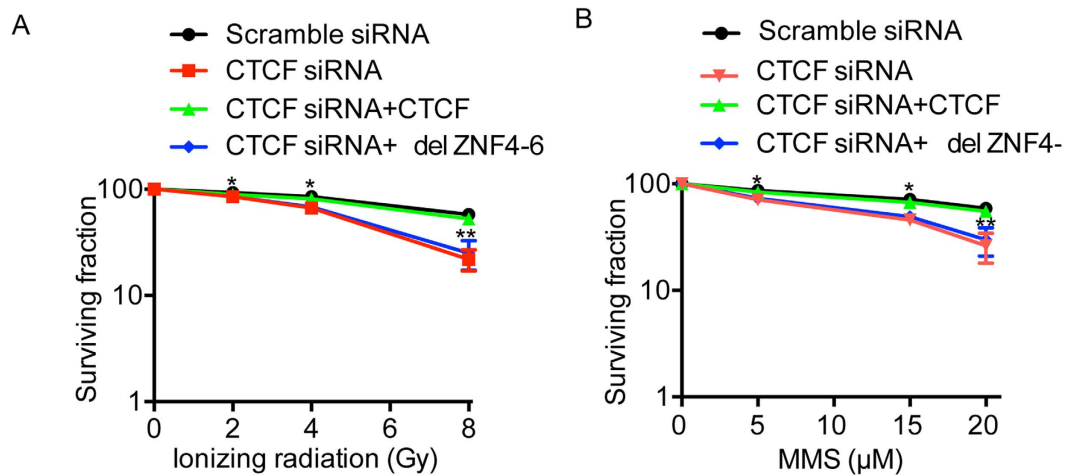 A
Scramble siRNA
CTCF siRNA
CTCF siRNA+CTCF
CTCF siRNA+ del ZNF4-6
Surviving fraction
100
10
1
* *
**
0 2 4 6 8
Ionizing radiation (Gy)
B
Scramble siRNA
CTCF siRNA
CTCF siRNA+CTCF
CTCF siRNA+ del ZNF4-
Surviving fraction
100
10
1
* *
**
0 5 10 15 20
MMS (µM)